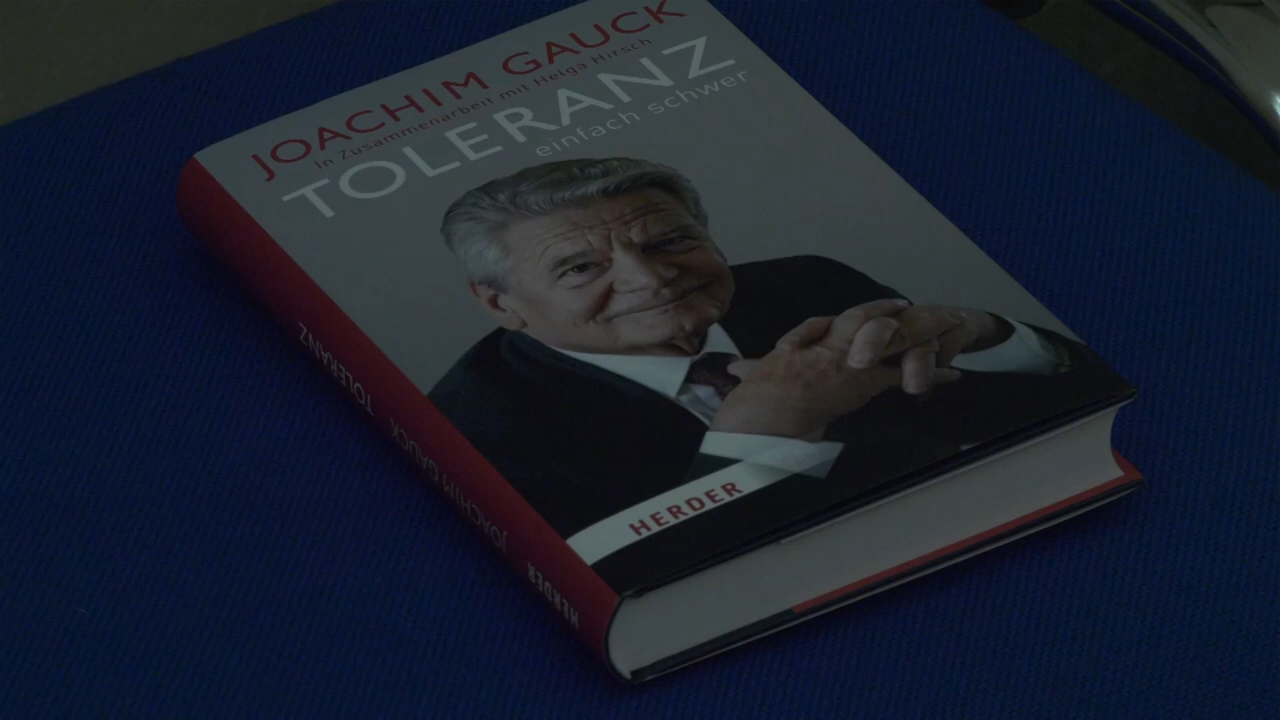 JOACHIM GAUCK
In Zusammenarbeit mit Helga Hirsch
TOLERANZ
einfach schwer
HERDER
TOLERANZ
JOACHIM GAUCK
HERDER